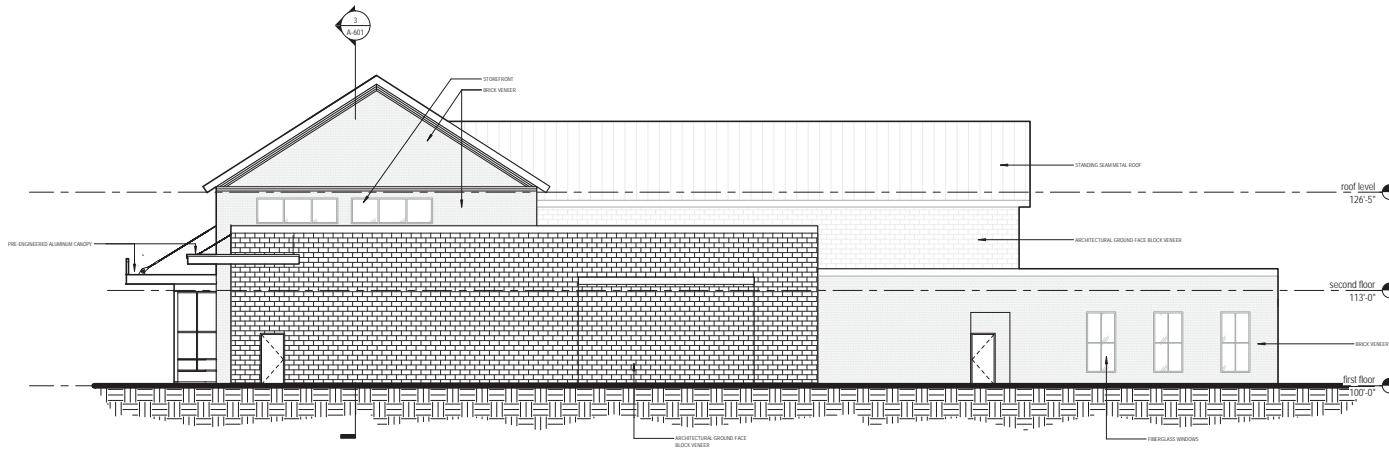 3
A-601
STOREFRONT
BRICK VENEER
STANDING SEAM METAL ROOF
roof level
126'-5"
PRE-ENGINEERED ALUMINUM CANOPY
ARCHITECTURAL GROUND FACE BLOCK VENEER
second floor
113'-0"
BRICK VENEER
first floor
100'-0"
ARCHITECTURAL GROUND FACE
BLOCK VENEER
FIBERGLASS WINDOWS